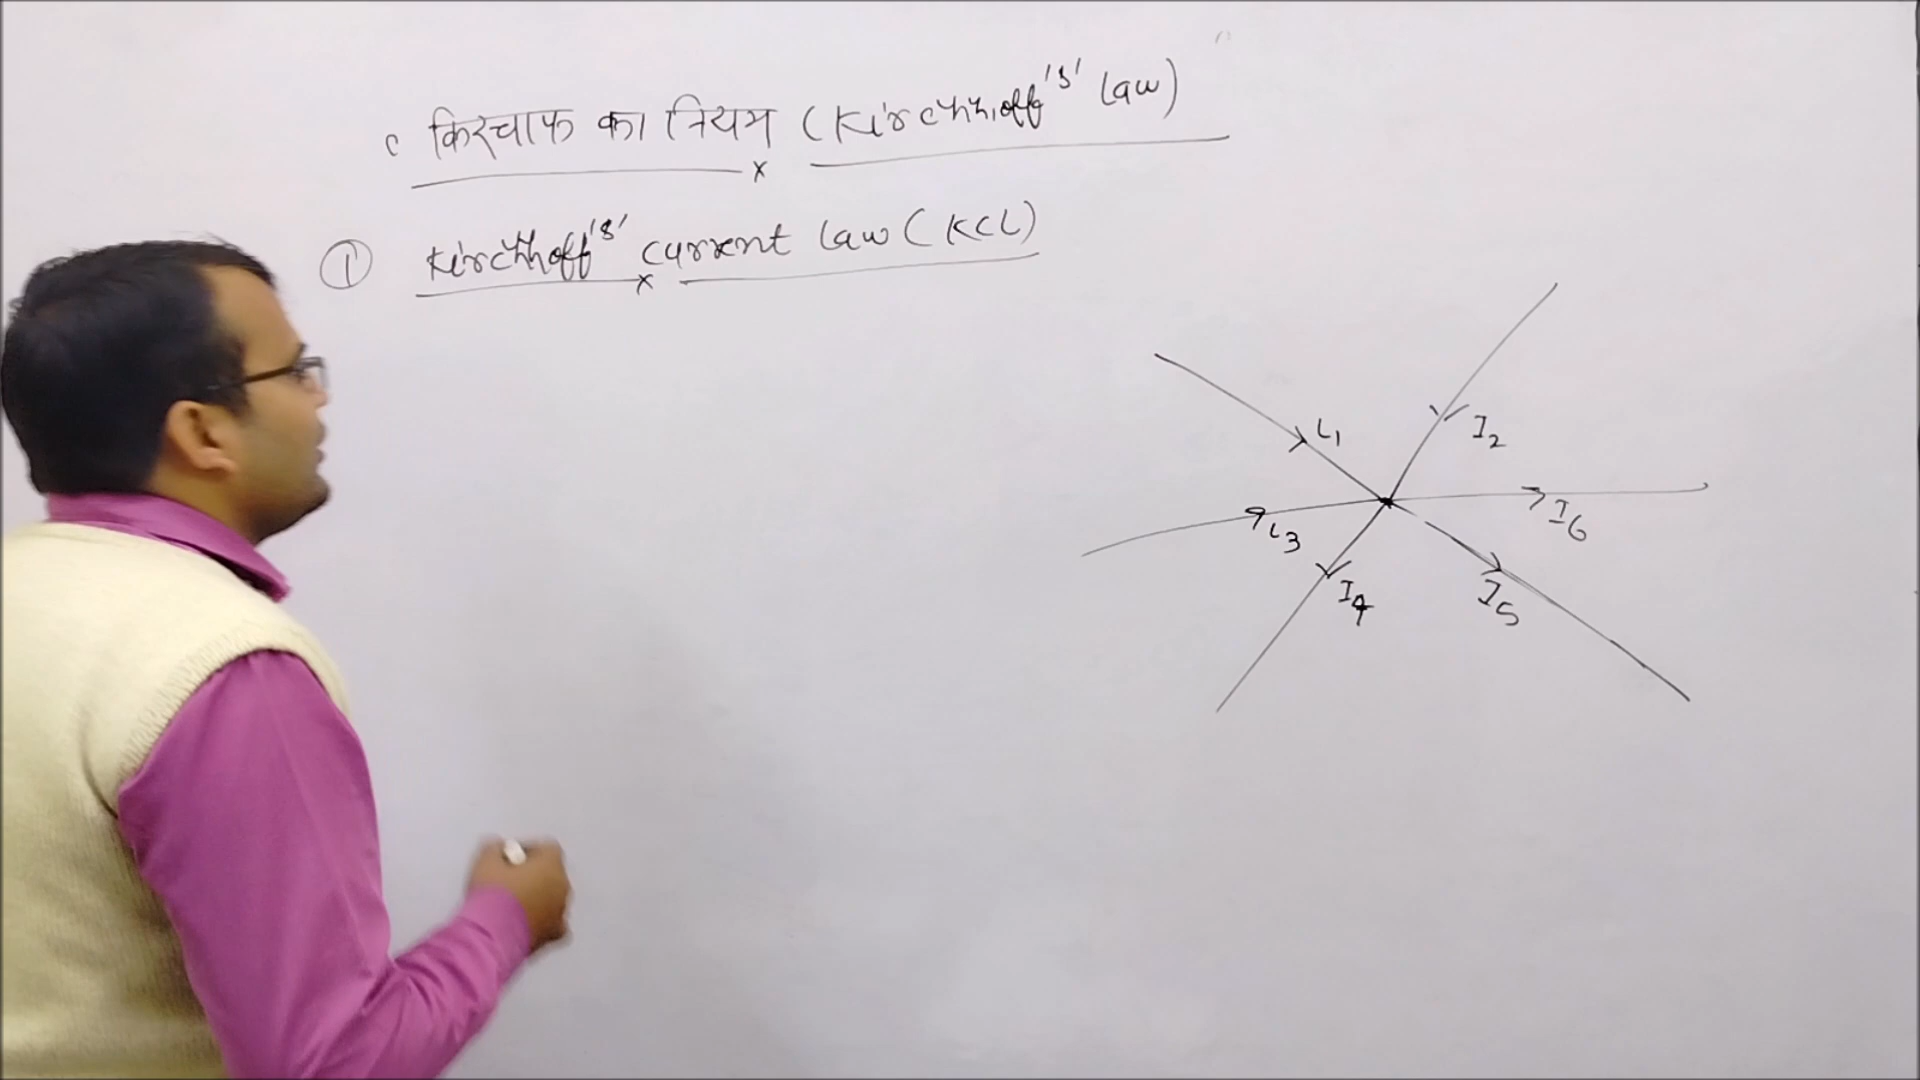 किरचाफ का नियम (Kirchhoff's' Law)
① Kirchhoff's' current Law (KCL)
I1
I2
I6
I3
I4
I5